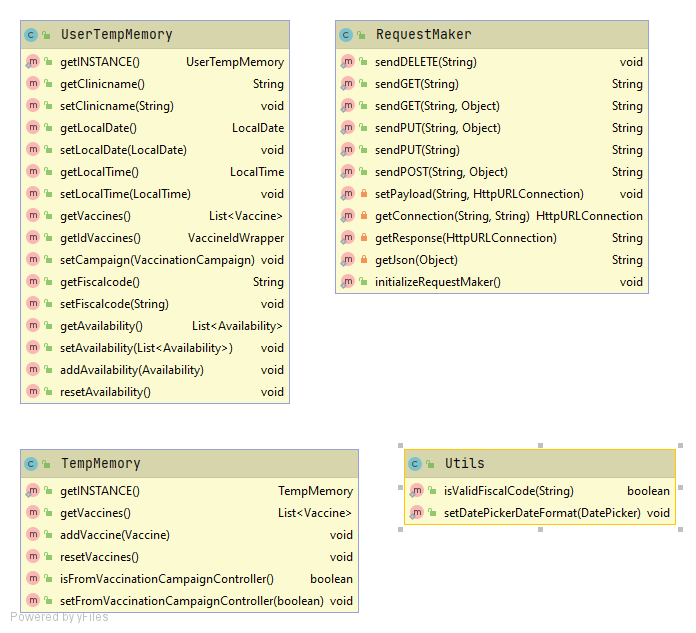 UserTempMemory
getINSTANCE() UserTempMemory
getClinicname() String
setClinicname(String) void
getLocalDate() LocalDate
setLocalDate(LocalDate) void
getLocalTime() LocalTime
setLocalTime(LocalTime) void
getVaccines() List<Vaccine>
getIdVaccines() VaccineIdWrapper
setCampaign(VaccinationCampaign) void
getFiscalcode() String
setFiscalcode(String) void
getAvailability() List<Availability>
setAvailability(List<Availability>) void
addAvailability(Availability) void
resetAvailability() void
RequestMaker
sendDELETE(String) void
sendGET(String) String
sendGET(String, Object) String
sendPUT(String, Object) String
sendPUT(String) String
sendPOST(String, Object) String
setPayload(String, HttpURLConnection) void
getConnection(String, String) HttpURLConnection
getResponse(HttpURLConnection) String
getJson(Object) String
initializeRequestMaker() void
TempMemory
getINSTANCE() TempMemory
getVaccines() List<Vaccine>
addVaccine(Vaccine) void
resetVaccines() void
isFromVaccinationCampaignController() boolean
setFromVaccinationCampaignController(boolean) void
Utils
isValidFiscalCode(String) boolean
setDatePickerDateFormat(DatePicker) void
Powered by yFiles